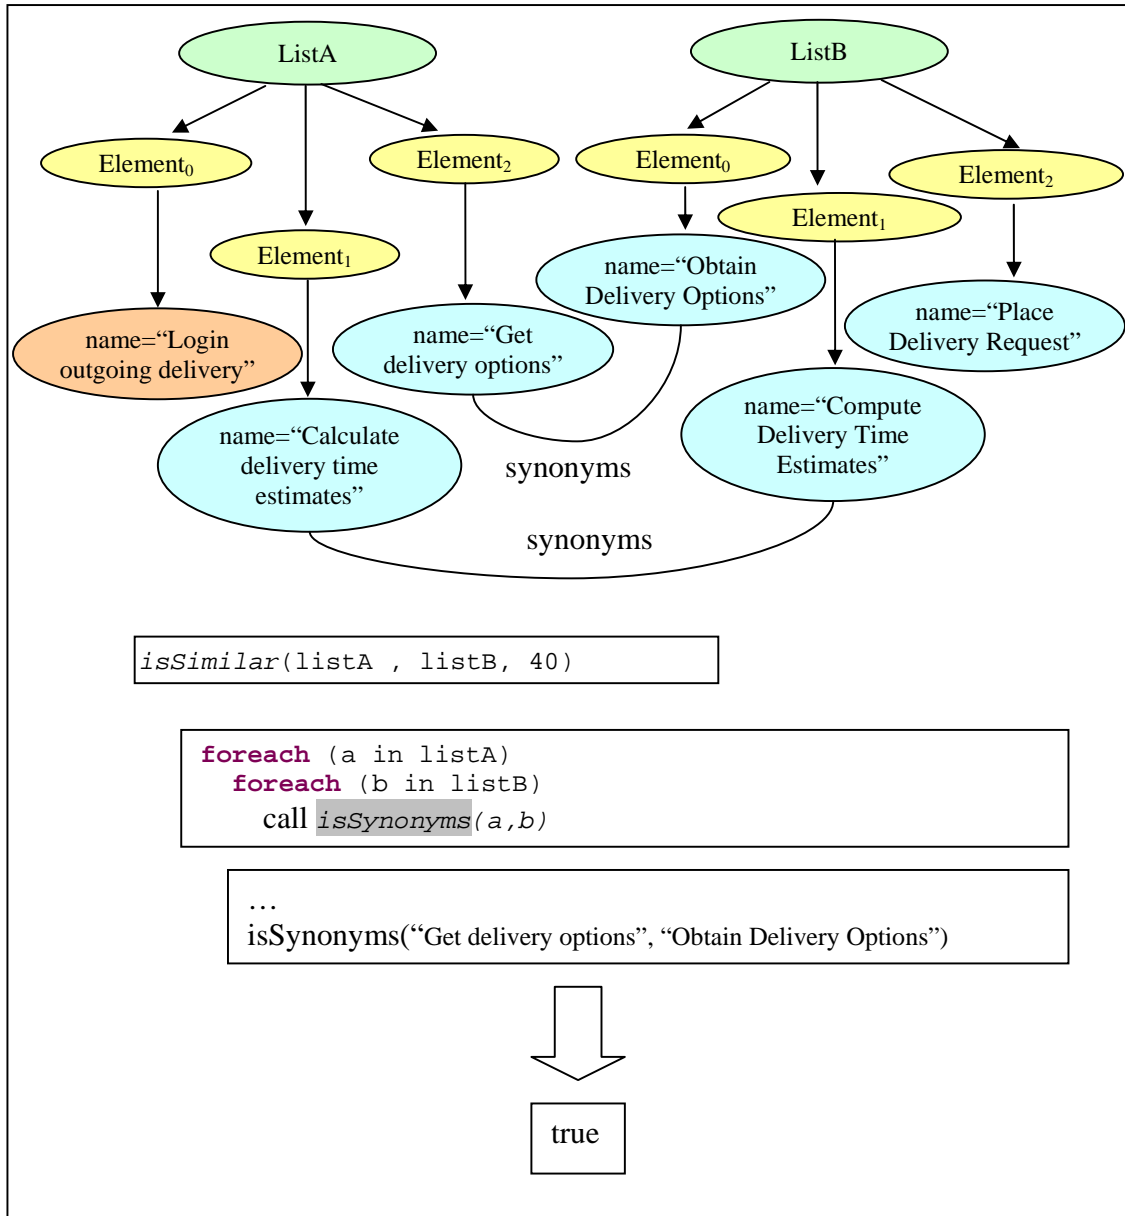 ListA
ListB
Element₀
Element₂
Element₀
Element₂
Element₁
Element₁
name=“Login
outgoing delivery”
name=“Get
delivery options”
name=“Obtain
Delivery Options”
name=“Place
Delivery Request”
name=“Calculate
delivery time
estimates”
name=“Compute
Delivery Time
Estimates”
synonyms
synonyms
isSimilar(listA , listB, 40)
foreach (a in listA)
foreach (b in listB)
call isSynonyms(a,b)
…
isSynonyms(“Get delivery options”, “Obtain Delivery Options”)
true